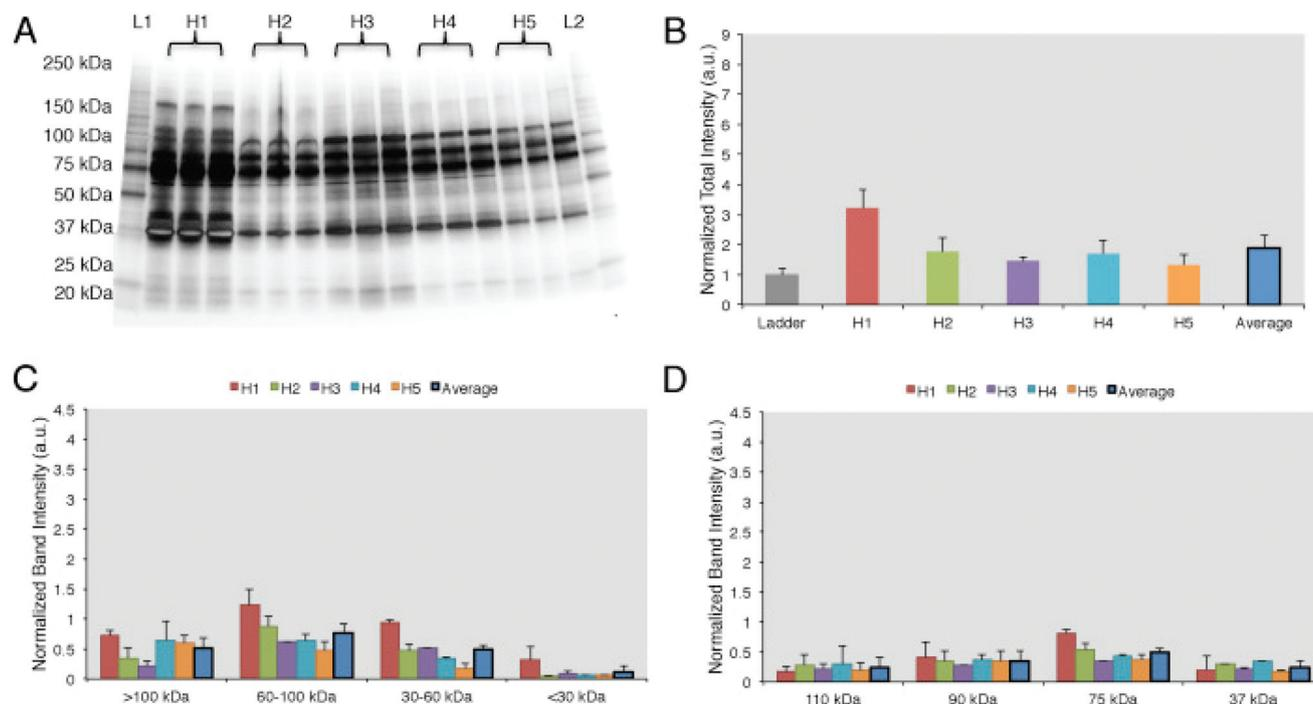 A
L1 H1 H2 H3 H4 H5 L2
250 kDa
150 kDa
100 kDa
75 kDa
50 kDa
37 kDa
25 kDa
20 kDa
B
Normalized Total Intensity (a.u.)
9
8
7
6
5
4
3
2
1
0
Ladder H1 H2 H3 H4 H5 Average
C
H1 H2 H3 H4 H5 Average
Normalized Band Intensity (a.u.)
4.5
4
3.5
3
2.5
2
1.5
1
0.5
0
>100 kDa 60-100 kDa 30-60 kDa <30 kDa
D
H1 H2 H3 H4 H5 Average
Normalized Band Intensity (a.u.)
4.5
4
3.5
3
2.5
2
1.5
1
0.5
0
110 kDa 90 kDa 75 kDa 37 kDa